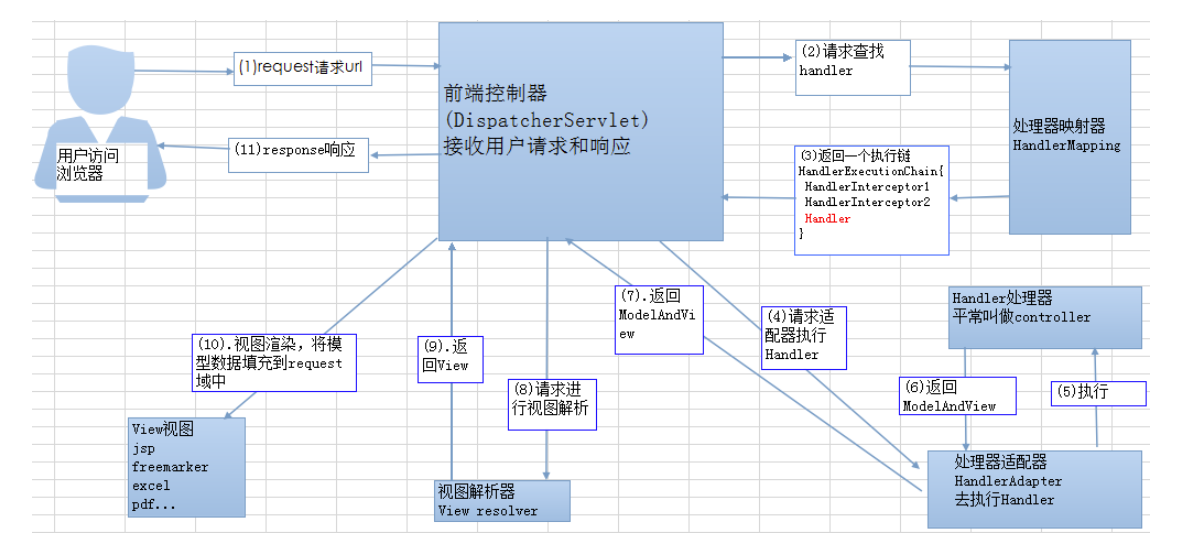 (1)request请求url
(11)response响应
用户访问
浏览器
前端控制器
(DispatcherServlet)
接收用户请求和响应
(2)请求查找
handler
处理器映射器
HandlerMapping
(3)返回一个执行链
HandlerExecutionChain{
HandlerInterceptor1
HandlerInterceptor2
Handler
}
(4)请求适
配器执行
Handler
Handler处理器
平常叫做controller
(5)执行
(6)返回
ModelAndView
处理器适配器
HandlerAdapter
去执行Handler
(7).返回
ModelAndVi
ew
(8)请求进
行视图解析
视图解析器
View resolver
(9).返
回View
(10).视图渲染，将模
型数据填充到request
域中
View视图
jsp
freemarker
excel
pdf...